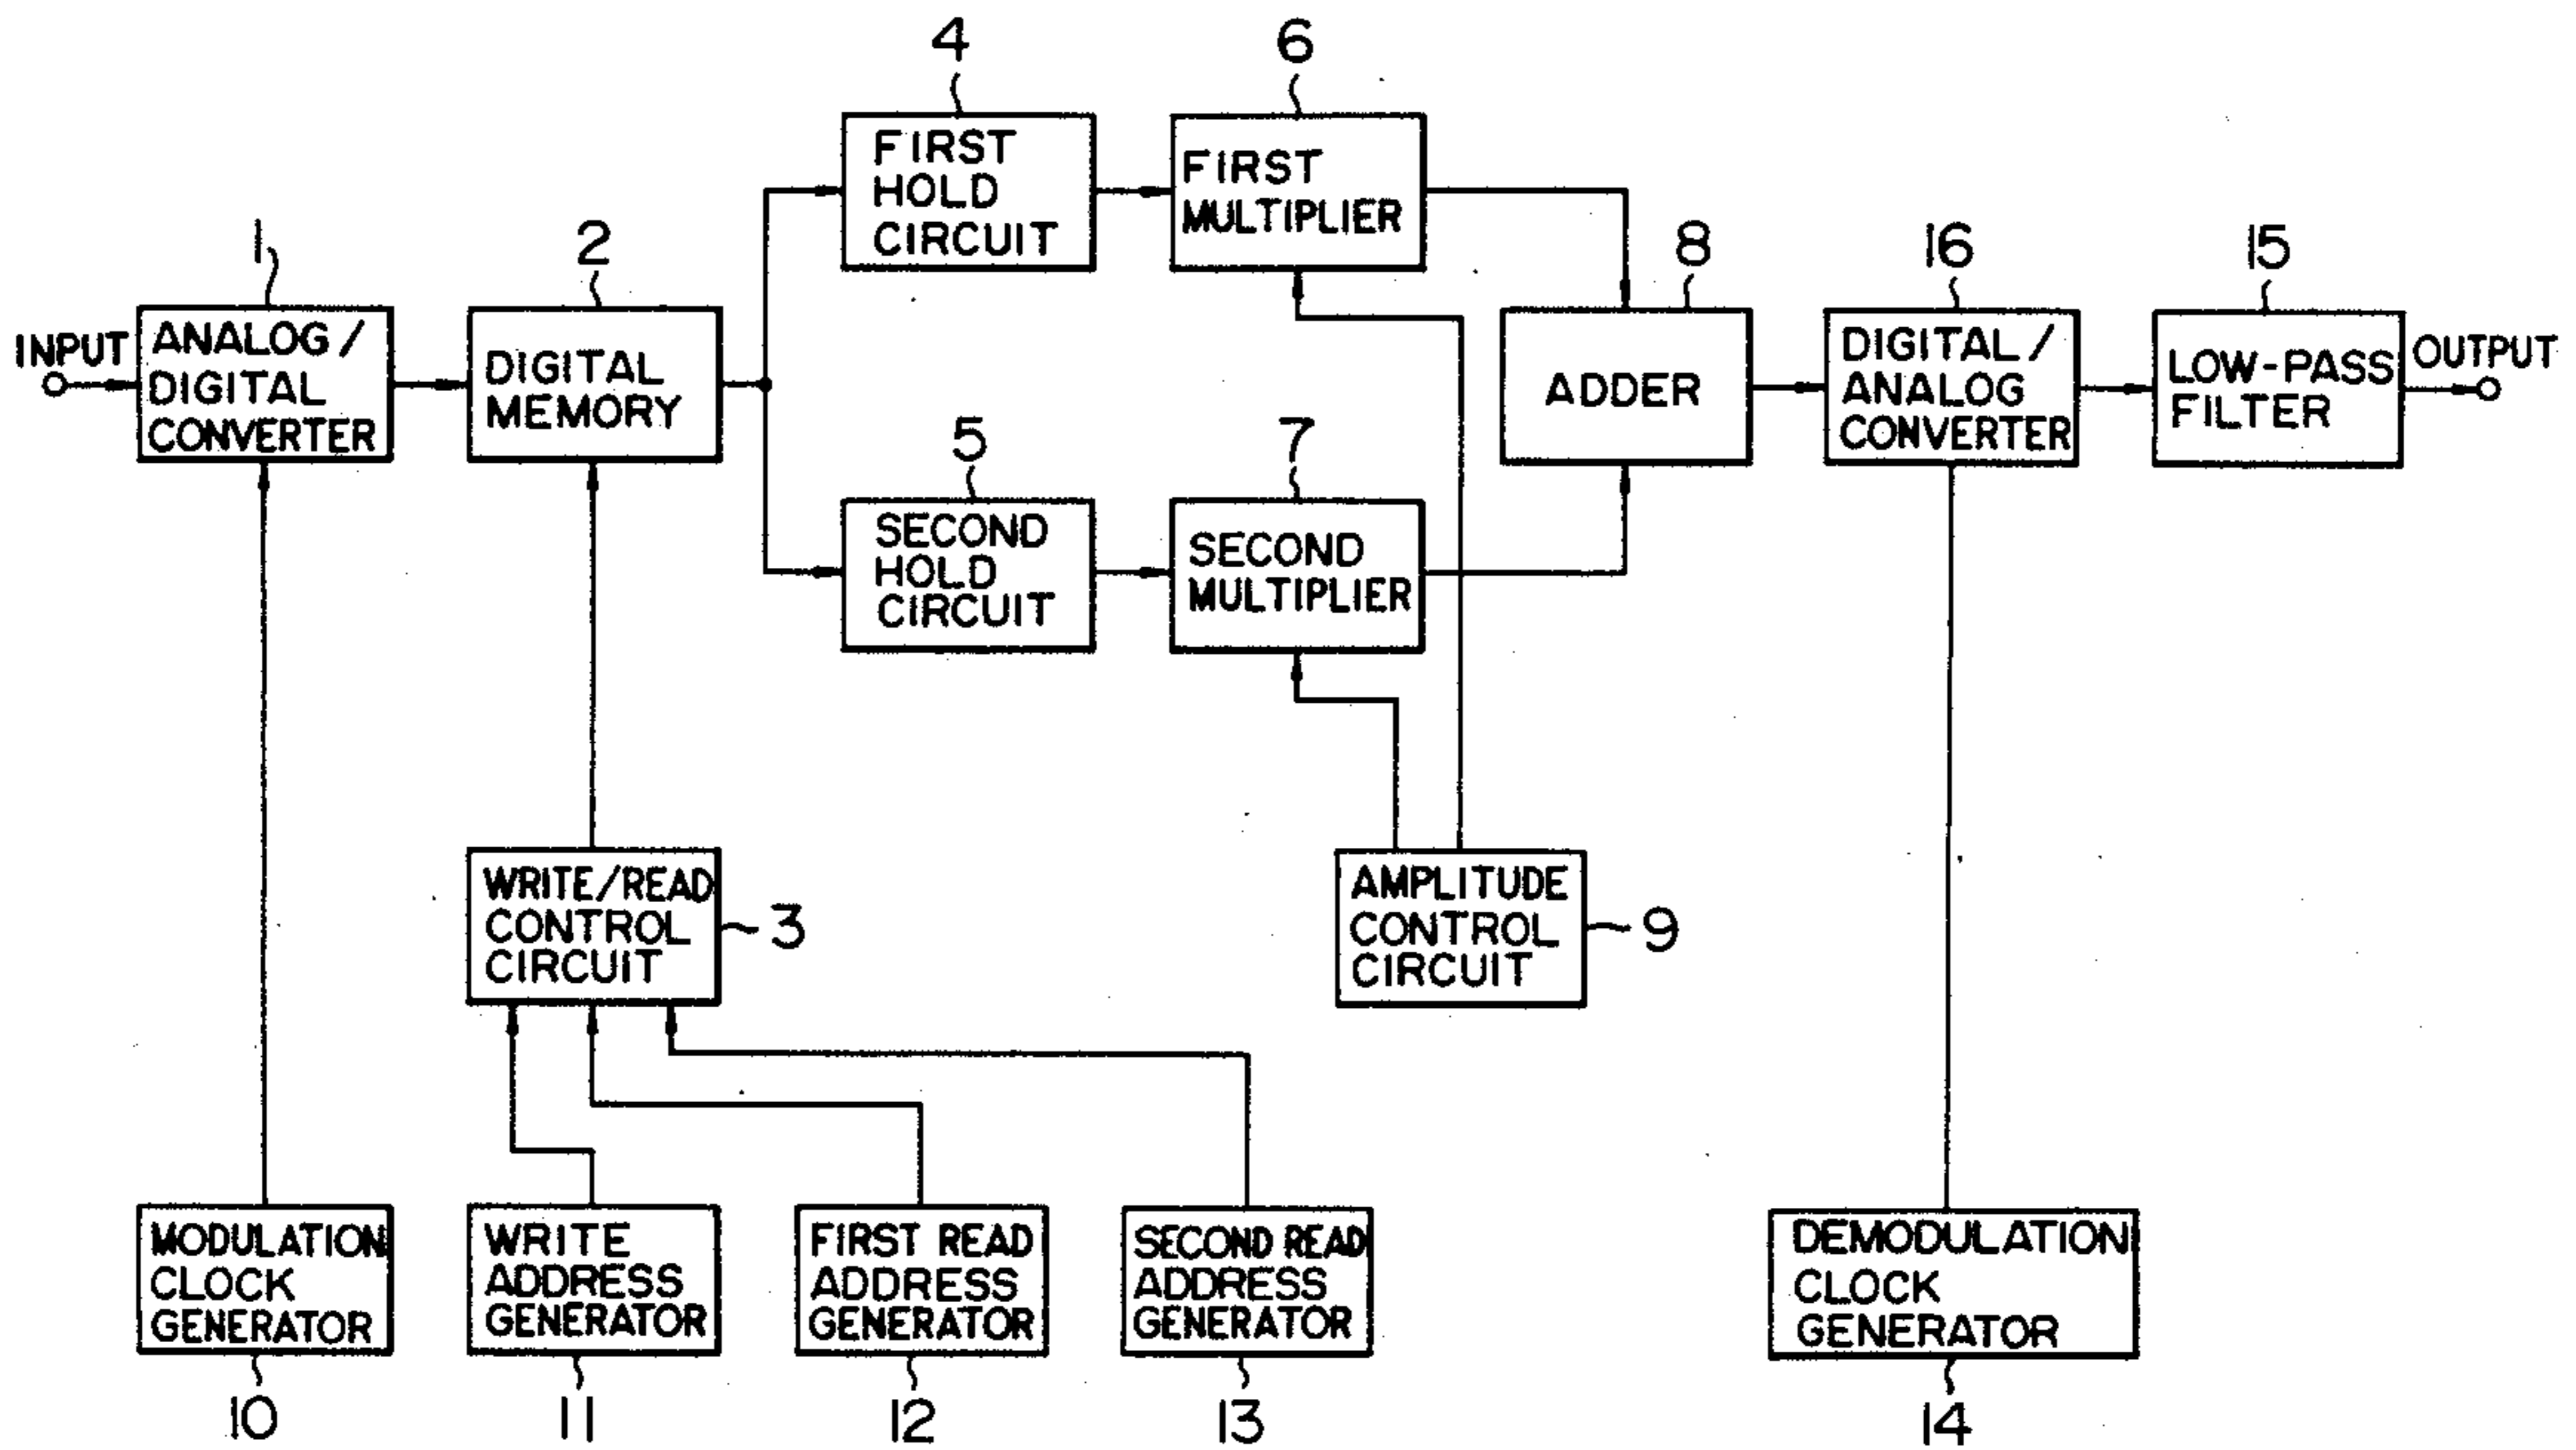 4
6
FIRST
HOLD
CIRCUIT
FIRST
MULTIPLIER
1
2
8
16
15
INPUT
ANALOG /
DIGITAL
CONVERTER
DIGITAL
MEMORY
ADDER
DIGITAL /
ANALOG
CONVERTER
LOW-PASS
FILTER
OUTPUT
5
7
SECOND
HOLD
CIRCUIT
SECOND
MULTIPLIER
WRITE/READ
CONTROL
CIRCUIT
3
AMPLITUDE
CONTROL
CIRCUIT
9
MODULATION
CLOCK
GENERATOR
WRITE
ADDRESS
GENERATOR
FIRST READ
ADDRESS
GENERATOR
SECOND READ
ADDRESS
GENERATOR
DEMODULATION
CLOCK
GENERATOR
10
11
12
13
14